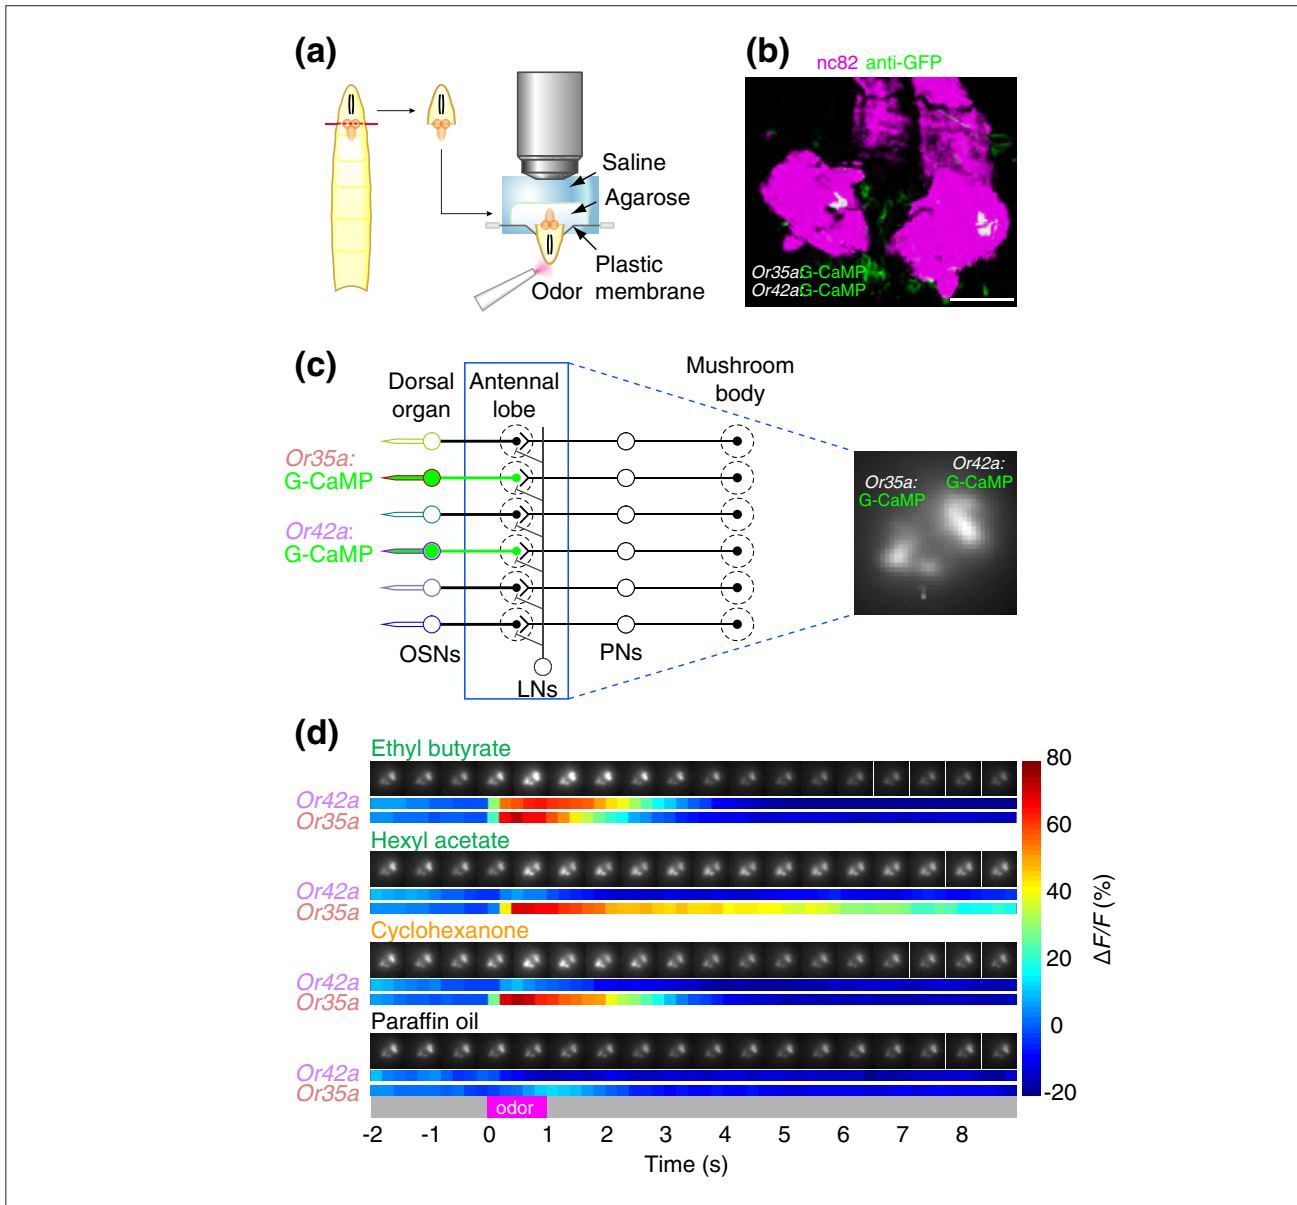 (a)
Saline
Agarose
Plastic
membrane
Odor
(b)
nc82 anti-GFP
Or35a:G-CaMP
Or42a:G-CaMP
(c)
Dorsal
organ
Antennal
lobe
Mushroom
body
Or35a:
G-CaMP
Or42a:
G-CaMP
OSNs
LNs
PNs
Or42a:
G-CaMP
Or35a:
G-CaMP
(d)
Ethyl butyrate
Or42a
Or35a
Hexyl acetate
Or42a
Or35a
Cyclohexanone
Or42a
Or35a
Paraffin oil
Or42a
Or35a
odor
-2 -1 0 1 2 3 4 5 6 7 8
Time (s)
80
60
40
20
0
-20
ΔF/F (%)